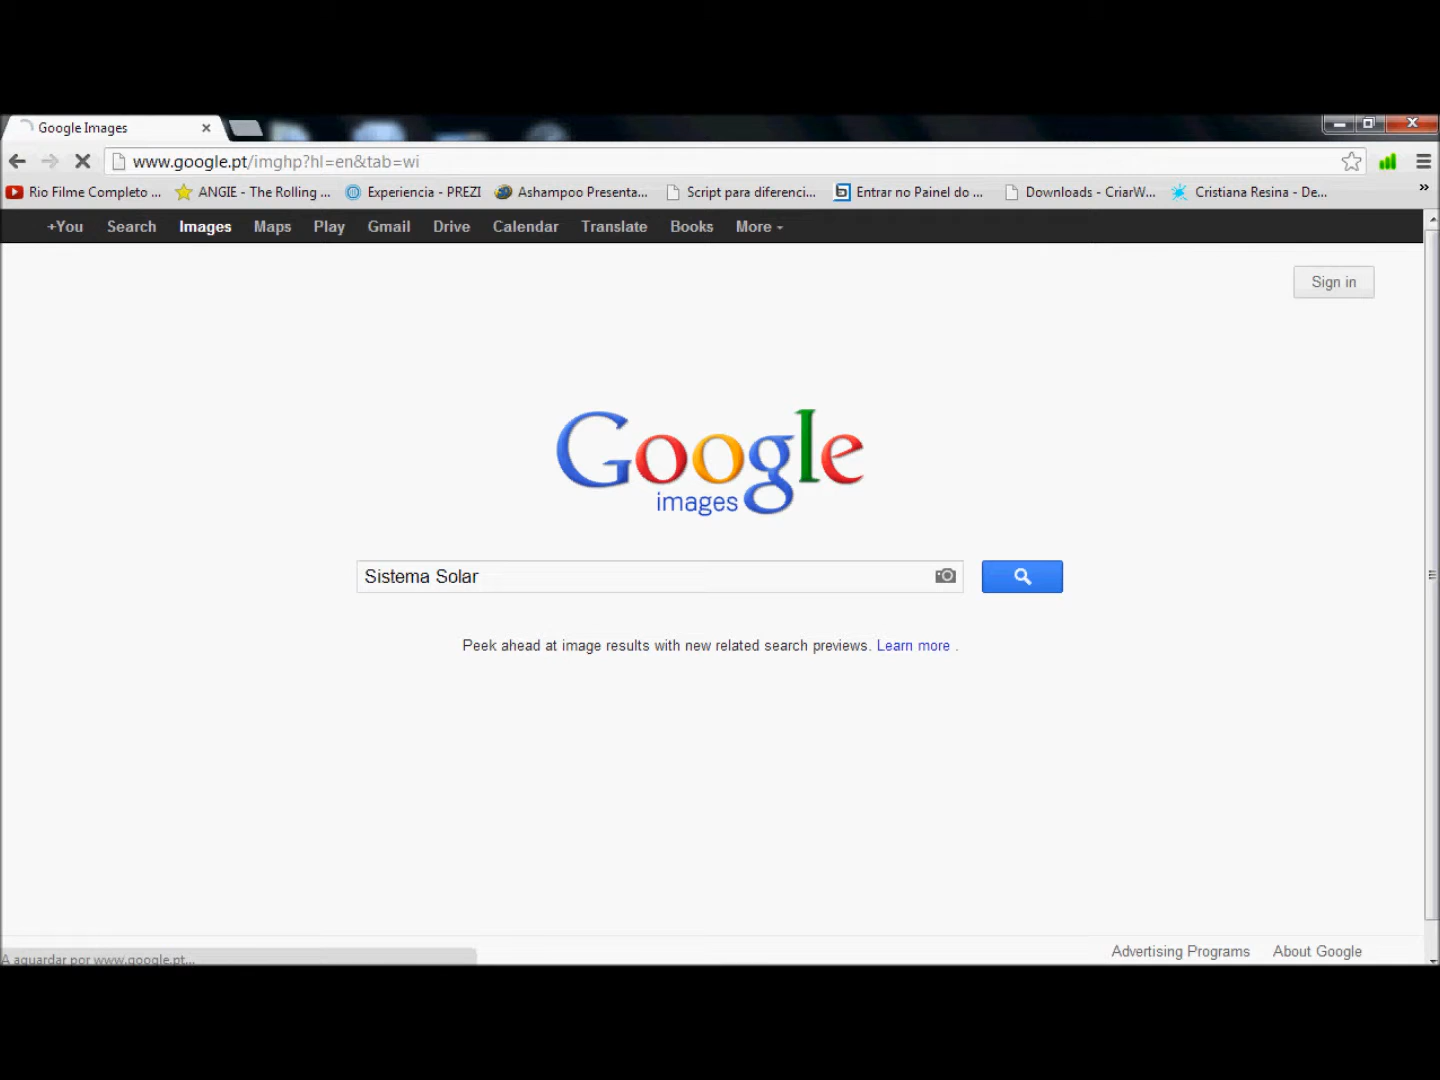 Google Images
www.google.pt/imghp?hl=en&tab=wi
Rio Filme Completo ... ANGIE - The Rolling ... Experiencia - PREZI Ashampoo Presenta... Script para diferenci... Entrar no Painel do ... Downloads - CriarW... Cristiana Resina - De... »
+You Search Images Maps Play Gmail Drive Calendar Translate Books More
Sign in
Google
images
Sistema Solar
Peek ahead at image results with new related search previews. Learn more .
Advertising Programs About Google
A aguardar por www.google.pt...